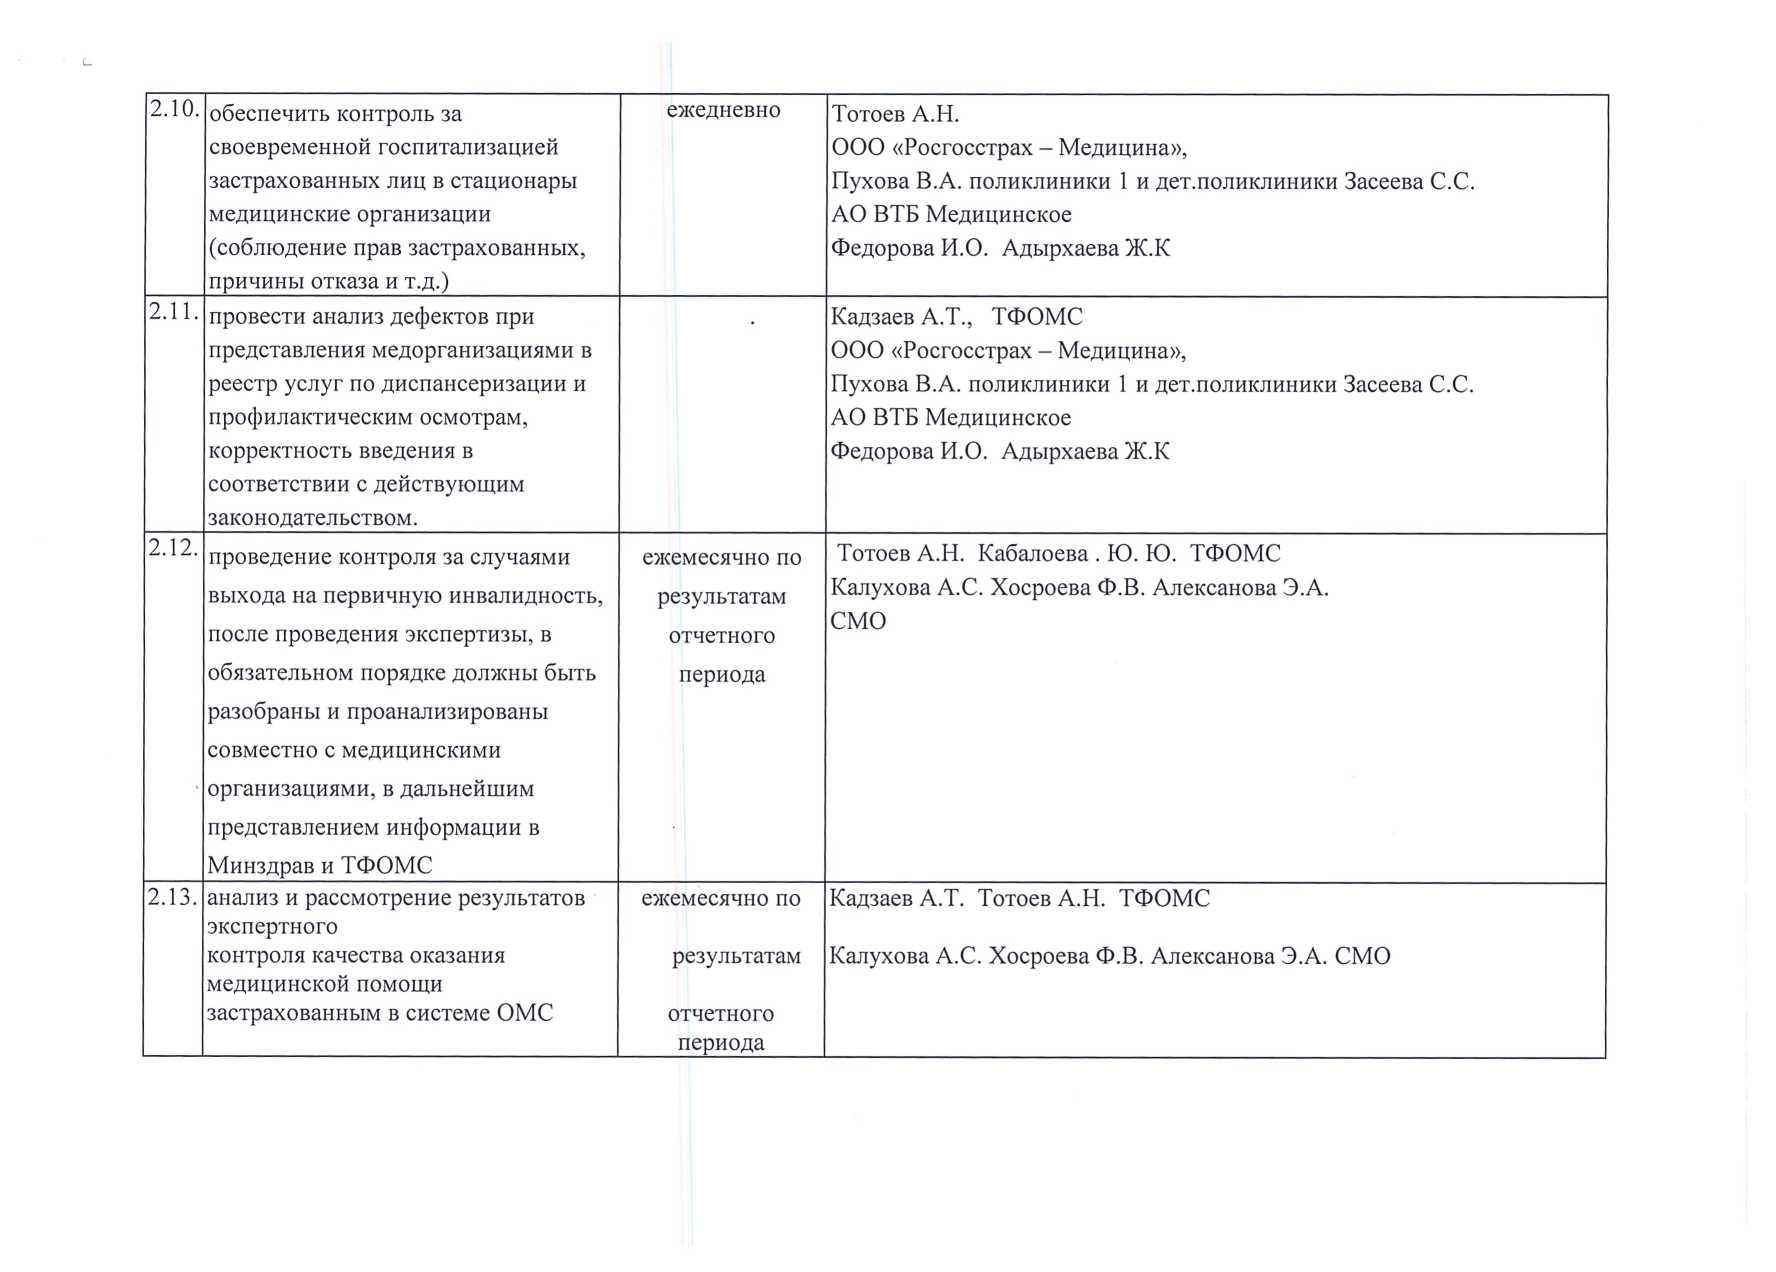 2.10.
обеспечить контроль за
своевременной госпитализацией
застрахованных лиц в стационары
медицинские организации
(соблюдение прав застрахованных,
причины отказа и т.д.)
ежедневно
Тотоев А.Н.
ООО «Росгосстрах – Медицина»,
Пухова В.А. поликлиники 1 и дет.поликлиники Засеева С.С.
АО ВТБ Медицинское
Федорова И.О. Адырхаева Ж.К
2.11.
провести анализ дефектов при
представления медорганизациями в
реестр услуг по диспансеризации и
профилактическим осмотрам,
корректность введения в
соответствии с действующим
законодательством.
Кадзаев А.Т., ТФОМС
ООО «Росгосстрах – Медицина»,
Пухова В.А. поликлиники 1 и дет.поликлиники Засеева С.С.
АО ВТБ Медицинское
Федорова И.О. Адырхаева Ж.К
2.12.
проведение контроля за случаями
выхода на первичную инвалидность,
после проведения экспертизы, в
обязательном порядке должны быть
разобраны и проанализированы
совместно с медицинскими
организациями, в дальнейшим
представлением информации в
Минздрав и ТФОМС
ежемесячно по
результатам
отчетного
периода
Тотоев А.Н. Кабалоева . Ю. Ю. ТФОМС
Калухова А.С. Хосроева Ф.В. Алексанова Э.А.
СМО
2.13.
анализ и рассмотрение результатов
экспертного
контроля качества оказания
медицинской помощи
застрахованным в системе ОМС
ежемесячно по
результатам
отчетного
периода
Кадзаев А.Т. Тотоев А.Н. ТФОМС
Калухова А.С. Хосроева Ф.В. Алексанова Э.А. СМО